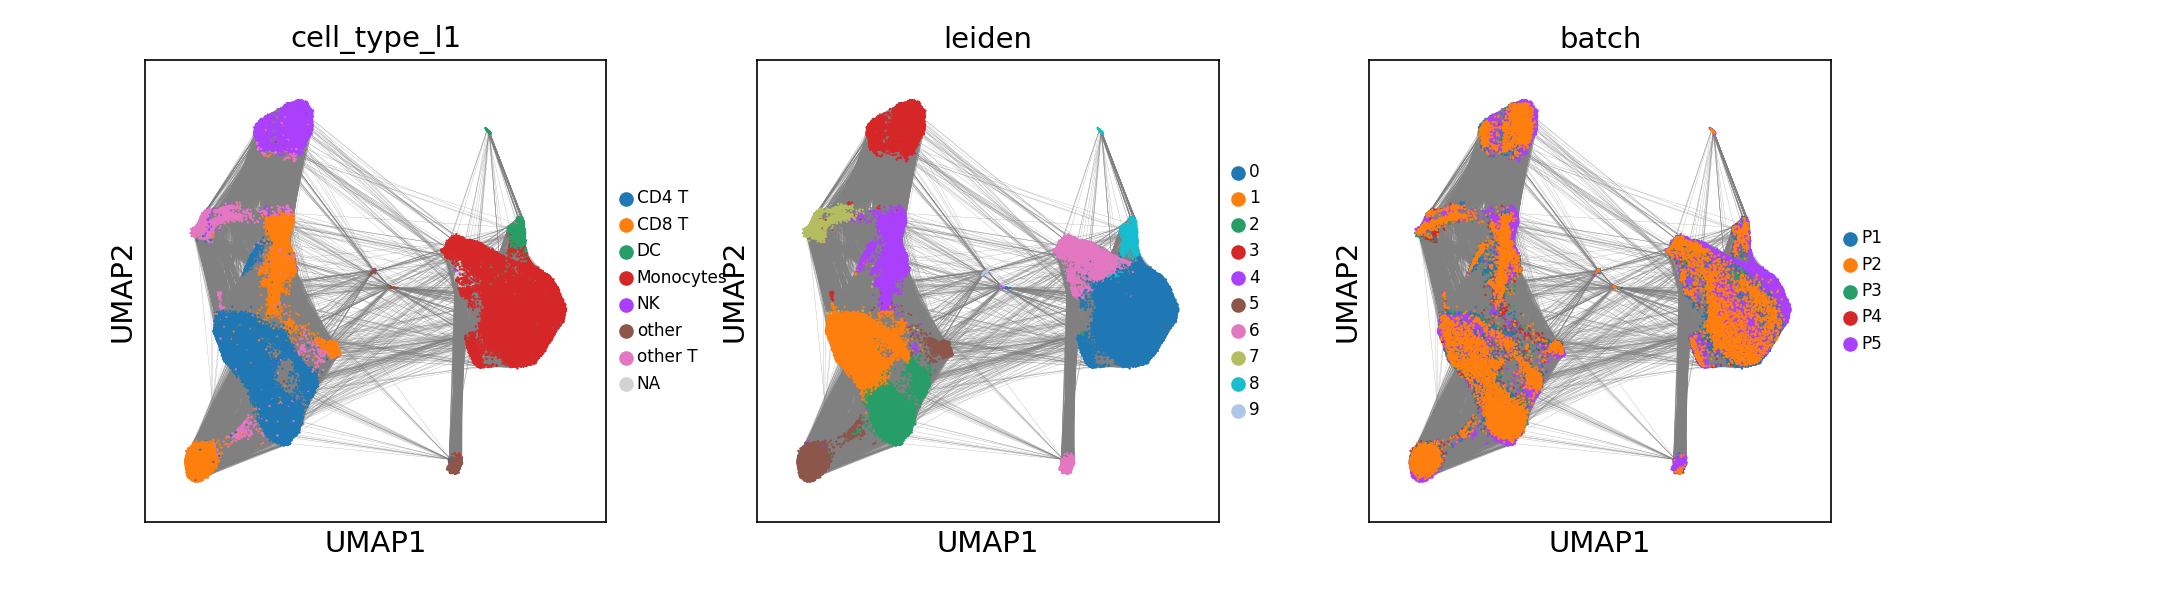 cell_type_l1
UMAP2
UMAP1
CD4 T
CD8 T
DC
Monocytes
NK
other
other T
NA
leiden
UMAP2
UMAP1
0
1
2
3
4
5
6
7
8
9
batch
UMAP2
UMAP1
P1
P2
P3
P4
P5